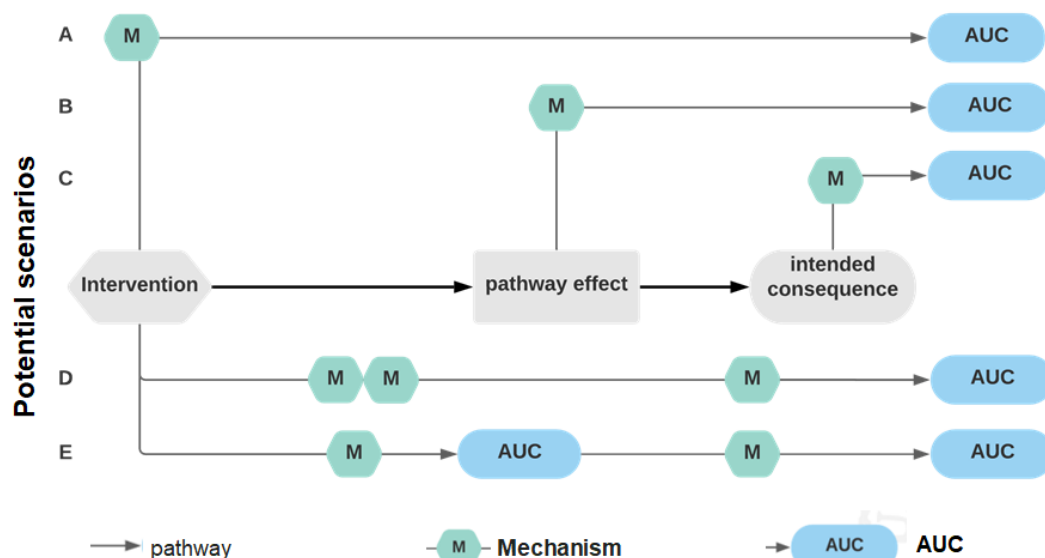 Potential scenarios
A
M
AUC
B
M
AUC
C
M
AUC
Intervention
pathway effect
intended
consequence
D
M
M
M
AUC
E
M
AUC
M
AUC
pathway
M
Mechanism
AUC
AUC